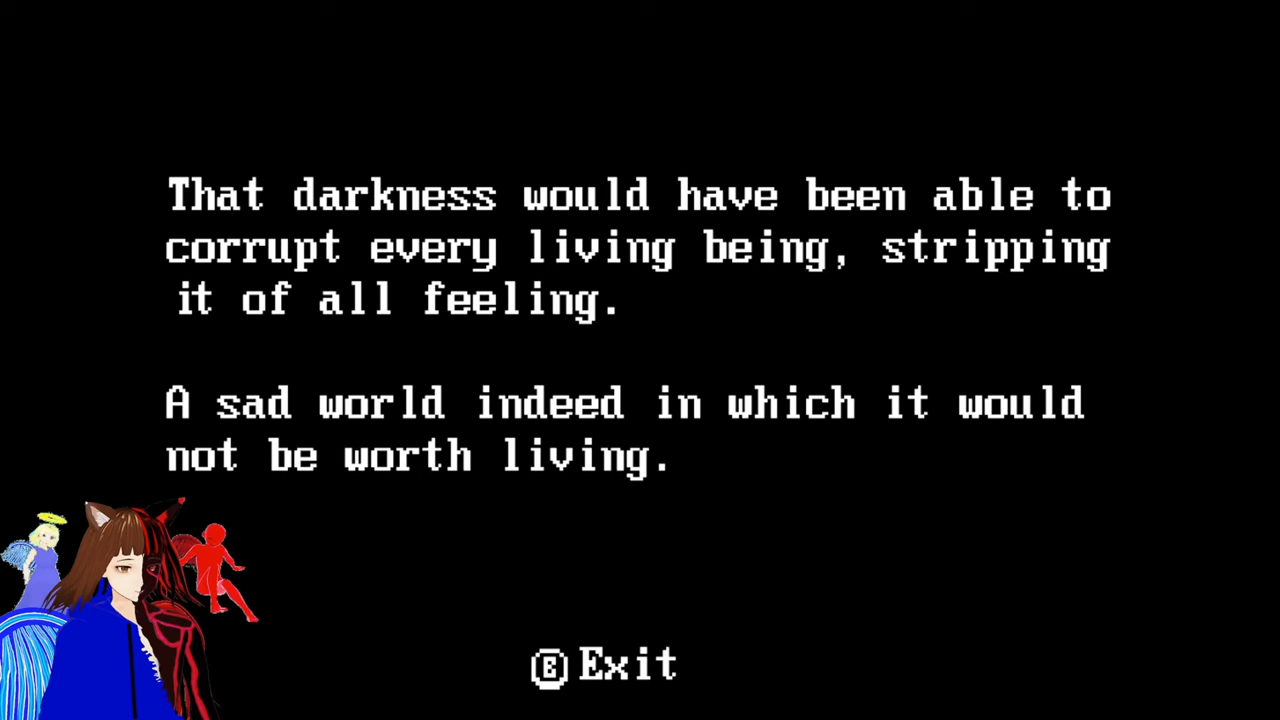 That darkness would have been able to
corrupt every living being, stripping
it of all feeling.
A sad world indeed in which it would
not be worth living.
B Exit